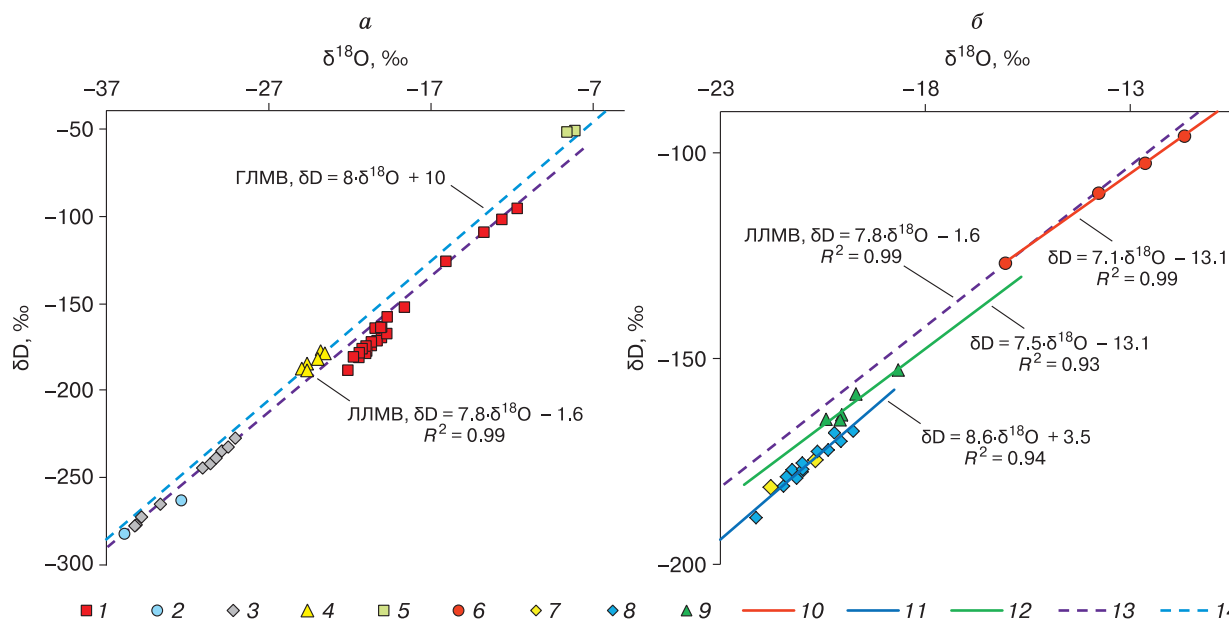 а
δ¹⁸O, ‰
−37 −27 −17 −7
−50
−100
−150
−200
−250
−300
δD, ‰
ГЛМВ, δD = 8·δ¹⁸O + 10
ЛЛМВ, δD = 7.8·δ¹⁸O − 1.6
R² = 0.99
б
δ¹⁸O, ‰
−23 −18 −13
−100
−150
−200
δD, ‰
ЛЛМВ, δD = 7.8·δ¹⁸O − 1.6
R² = 0.99
δD = 7.1·δ¹⁸O − 13.1
R² = 0.99
δD = 7.5·δ¹⁸O − 13.1
R² = 0.93
δD = 8.6·δ¹⁸O + 3.5
R² = 0.94
1 2 3 4 5 6 7 8 9 10 11 12 13 14